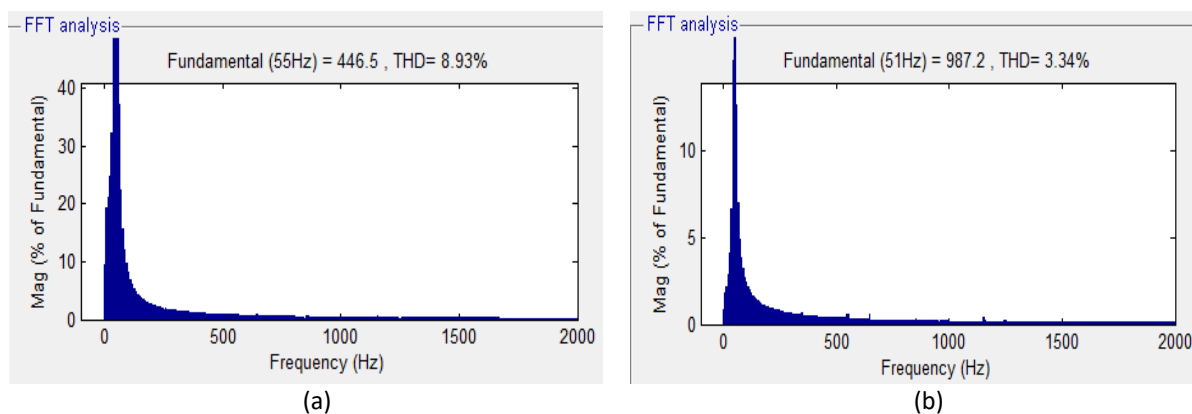 FFT analysis
Fundamental (55Hz) = 446.5 , THD= 8.93%
Mag (% of Fundamental)
40
30
20
10
0
0 500 1000 1500 2000
Frequency (Hz)
(a)
FFT analysis
Fundamental (51Hz) = 987.2 , THD= 3.34%
Mag (% of Fundamental)
10
5
0
0 500 1000 1500 2000
Frequency (Hz)
(b)